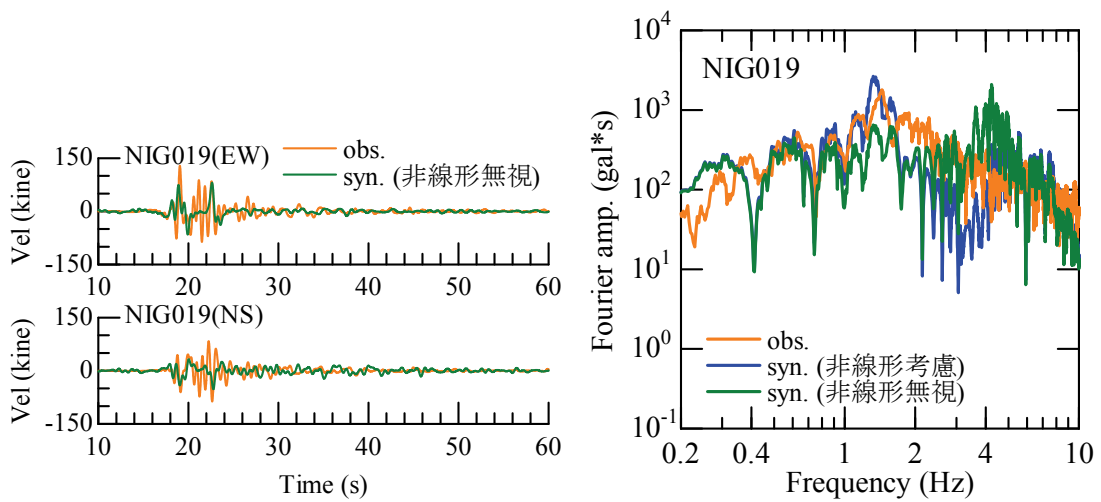 NIG019(EW)
obs.
syn. (非線形無視)
150
0
-150
Vel (kine)
10 20 30 40 50 60
NIG019(NS)
150
0
-150
Vel (kine)
10 20 30 40 50 60
Time (s)
NIG019
10^4
10^3
10^2
10^1
10^0
10^-1
Fourier amp. (gal*s)
obs.
syn. (非線形考慮)
syn. (非線形無視)
0.2 0.4 1 2 4 10
Frequency (Hz)